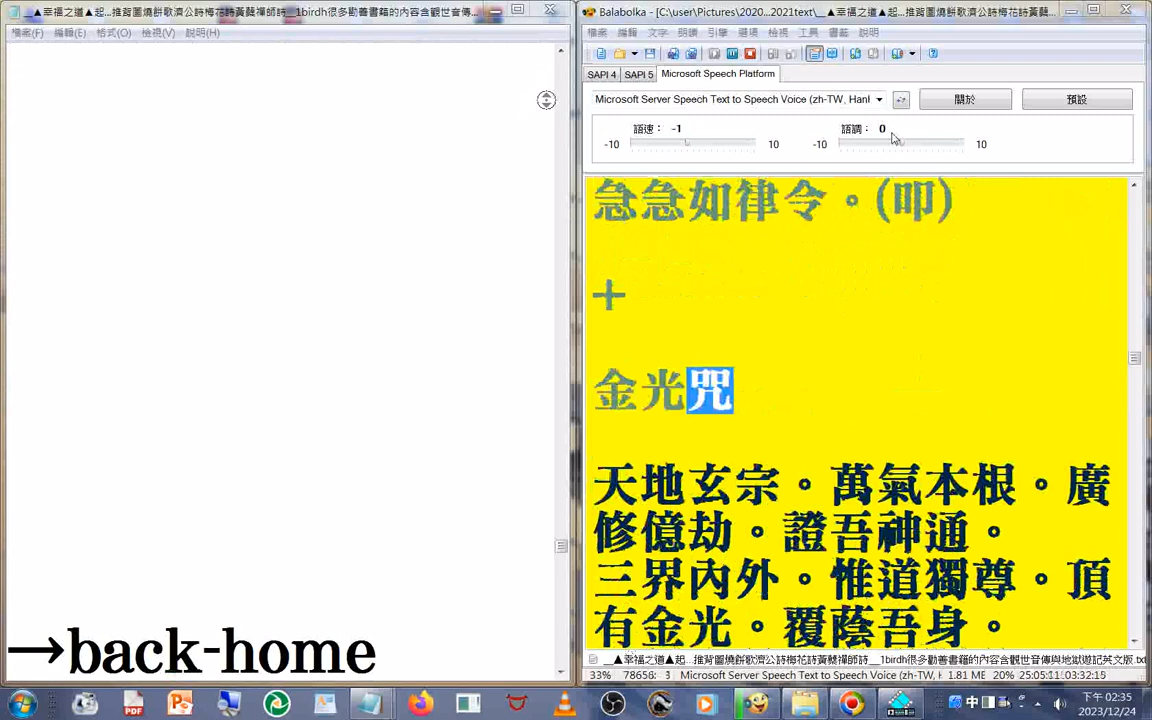 __▲幸福之道▲起...推背圖燒餅歌濟公詩梅花詩黃蘗禪師詩__1birdh很多勸善書籍的內容含觀世音傳...
檔案(F) 編輯(E) 格式(O) 檢視(V) 說明(H)
→back-home
Balabolka - [C:\user\Pictures\2020...2021text\__▲幸福之道▲起...推背圖燒餅歌濟公詩梅花詩黃蘗禪師詩...
檔案 編輯 文字 朗讀 引擎 選項 檢視 工具 書籤 說明
SAPI 4 SAPI 5 Microsoft Speech Platform
Microsoft Server Speech Text to Speech Voice (zh-TW, HanH
關於 預設
語速： -1 語調： 0
-10 10 -10 10
急急如律令。(叩)
+
金光咒
天地玄宗。萬氣本根。廣
修億劫。證吾神通。
三界內外。惟道獨尊。頂
有金光。覆蔭吾身。
__▲幸福之道▲起...推背圖燒餅歌濟公詩梅花詩黃蘗禪師詩__1birdh很多勸善書籍的內容含觀世音傳與地獄遊記英文版.txt
33% 78658: Microsoft Server Speech Text to Speech Voice (zh-TW, H 1.81 MB 20% 25:05:11 03:32:15
中 下午 02:35
2023/12/24